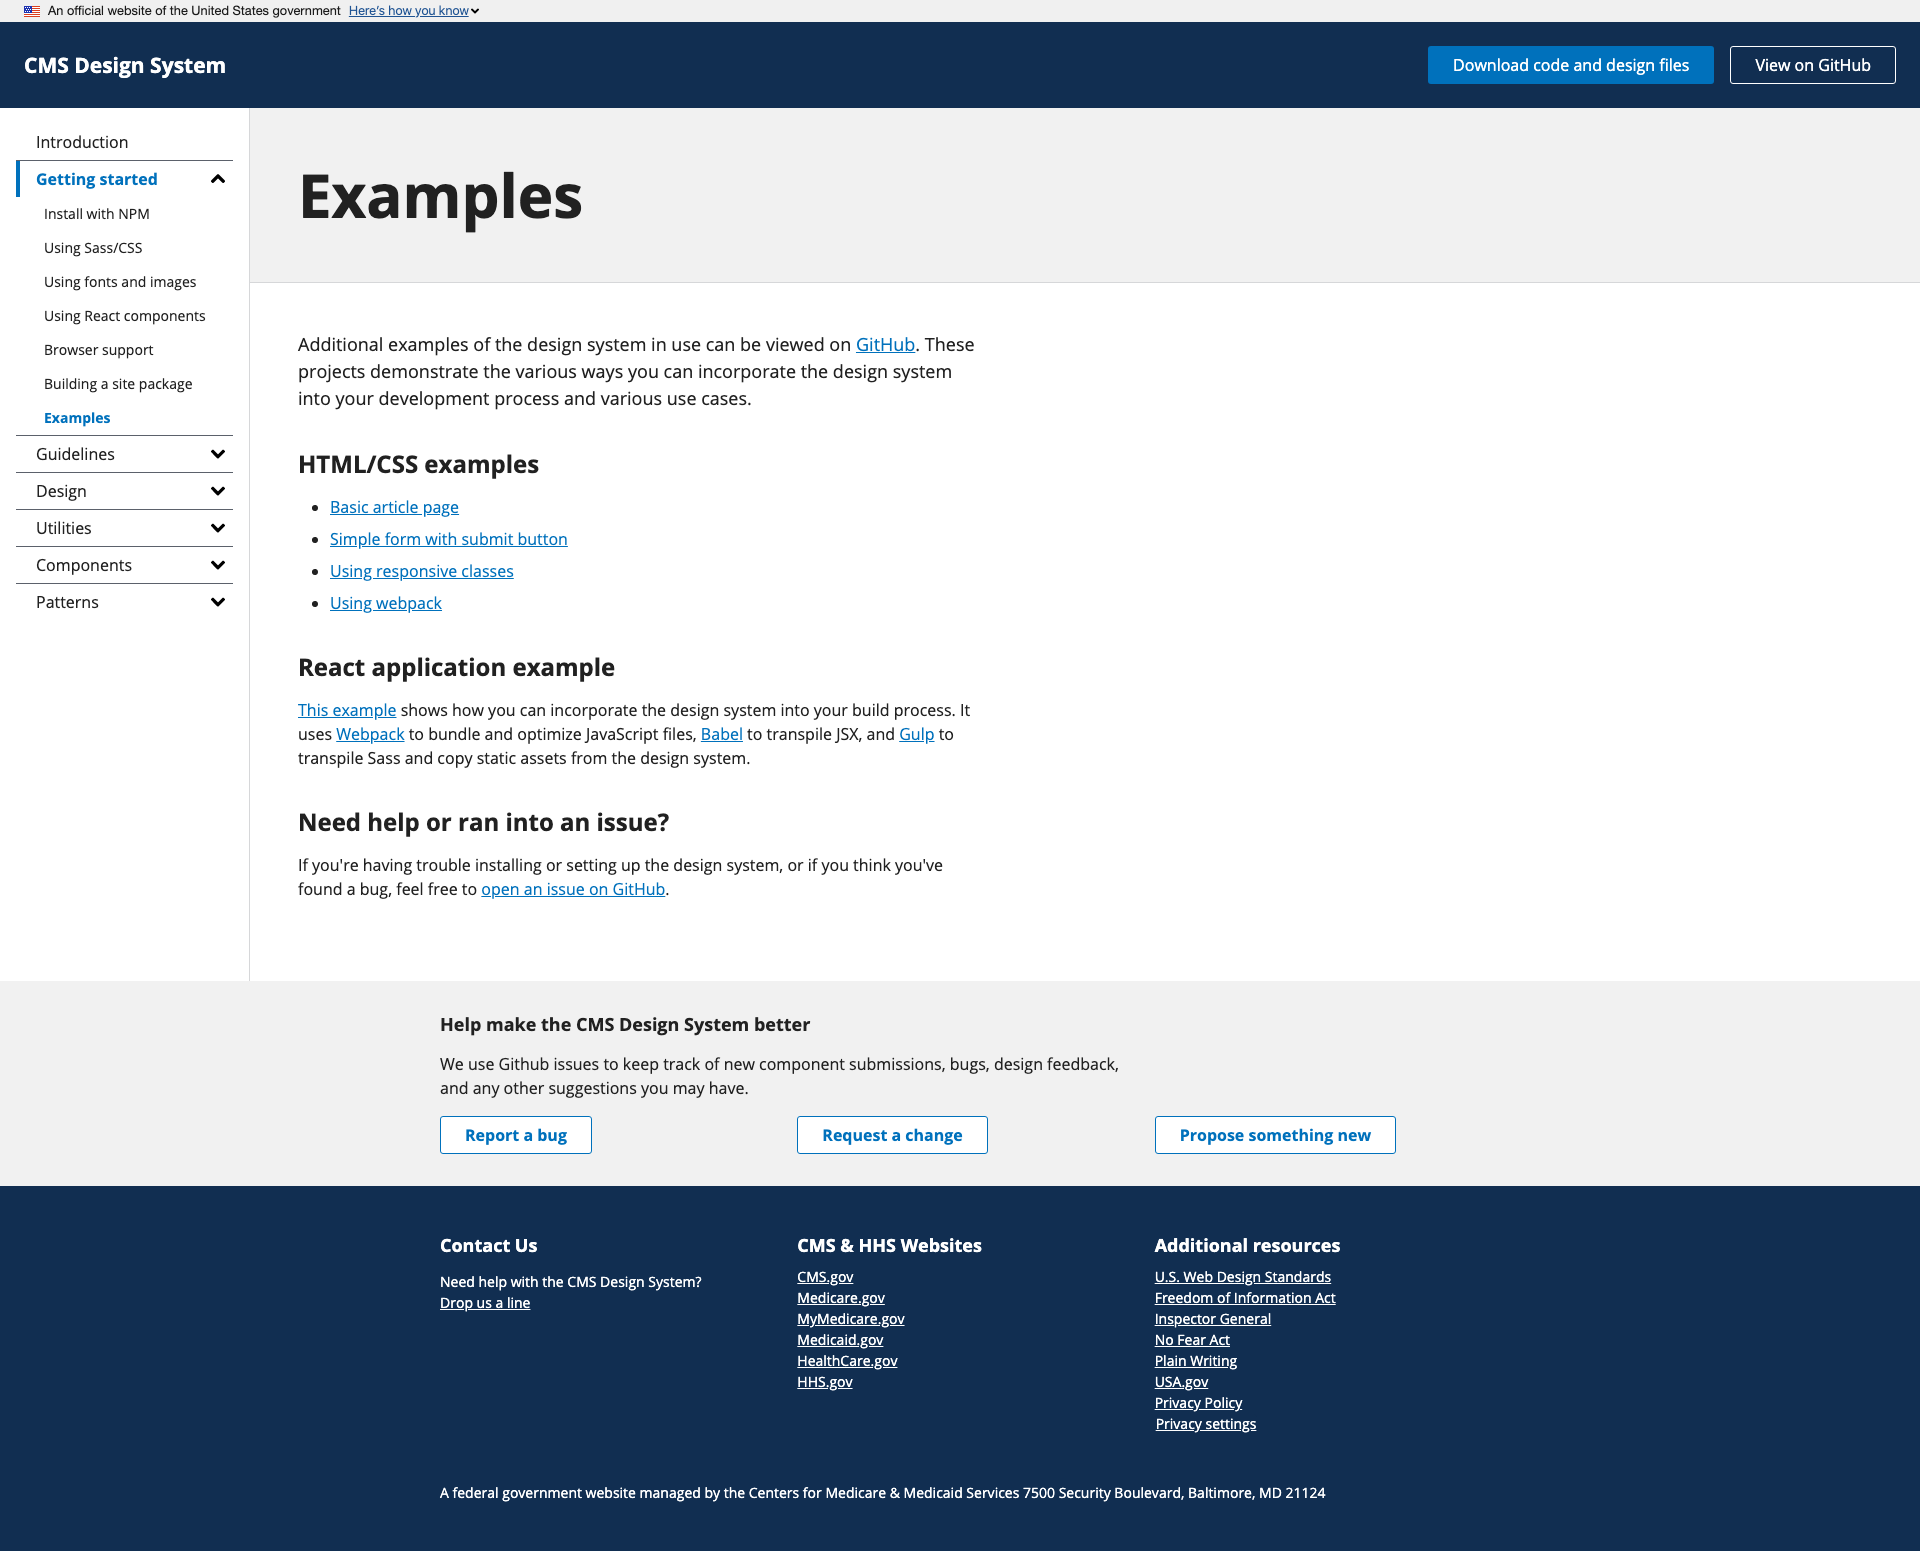 An official website of the United States government Here's how you know
CMS Design System
Download code and design files
View on GitHub
Introduction
Getting started
Install with NPM
Using Sass/CSS
Using fonts and images
Using React components
Browser support
Building a site package
Examples
Guidelines
Design
Utilities
Components
Patterns
Examples
Additional examples of the design system in use can be viewed on GitHub. These
projects demonstrate the various ways you can incorporate the design system
into your development process and various use cases.
HTML/CSS examples
Basic article page
Simple form with submit button
Using responsive classes
Using webpack
React application example
This example shows how you can incorporate the design system into your build process. It
uses Webpack to bundle and optimize JavaScript files, Babel to transpile JSX, and Gulp to
transpile Sass and copy static assets from the design system.
Need help or ran into an issue?
If you're having trouble installing or setting up the design system, or if you think you've
found a bug, feel free to open an issue on GitHub.
Help make the CMS Design System better
We use Github issues to keep track of new component submissions, bugs, design feedback,
and any other suggestions you may have.
Report a bug
Request a change
Propose something new
Contact Us
Need help with the CMS Design System?
Drop us a line
CMS & HHS Websites
CMS.gov
Medicare.gov
MyMedicare.gov
Medicaid.gov
HealthCare.gov
HHS.gov
Additional resources
U.S. Web Design Standards
Freedom of Information Act
Inspector General
No Fear Act
Plain Writing
USA.gov
Privacy Policy
Privacy settings
A federal government website managed by the Centers for Medicare & Medicaid Services 7500 Security Boulevard, Baltimore, MD 21124